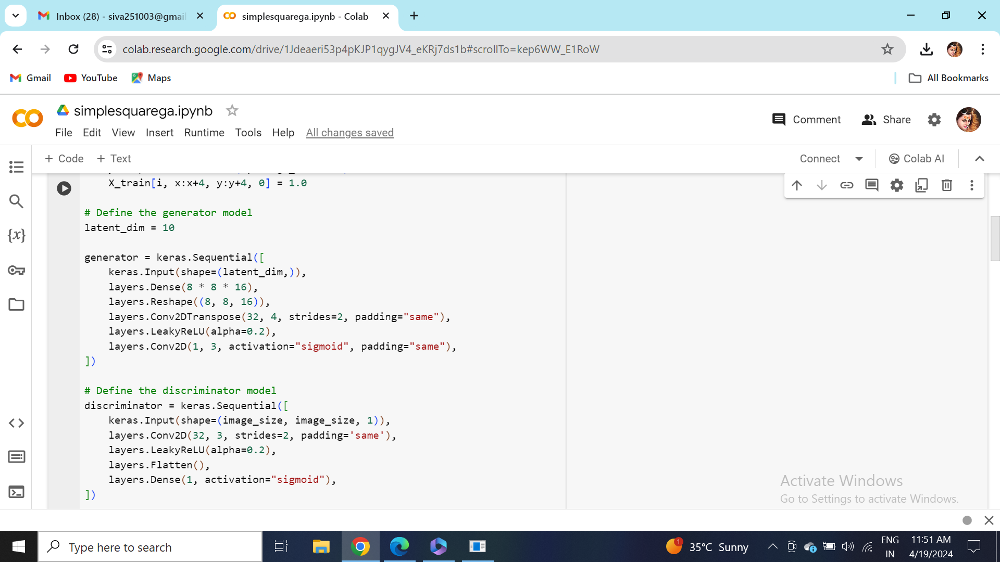 Inbox (28) - siva251003@gmai
simplesquarega.ipynb - Colab
colab.research.google.com/drive/1Jdeaeri53p4pKJP1qygJV4_eKRj7ds1b#scrollTo=kep6WW_E1RoW
Gmail
YouTube
Maps
All Bookmarks
simplesquarega.ipynb
Comment
Share
File Edit View Insert Runtime Tools Help All changes saved
+ Code + Text
Connect
Colab AI
X_train[i, x:x+4, y:y+4, 0] = 1.0
# Define the generator model
latent_dim = 10
generator = keras.Sequential([
keras.Input(shape=(latent_dim,)),
layers.Dense(8 * 8 * 16),
layers.Reshape((8, 8, 16)),
layers.Conv2DTranspose(32, 4, strides=2, padding="same"),
layers.LeakyReLU(alpha=0.2),
layers.Conv2D(1, 3, activation="sigmoid", padding="same"),
])
# Define the discriminator model
discriminator = keras.Sequential([
keras.Input(shape=(image_size, image_size, 1)),
layers.Conv2D(32, 3, strides=2, padding='same'),
layers.LeakyReLU(alpha=0.2),
layers.Flatten(),
layers.Dense(1, activation="sigmoid"),
])
Activate Windows
Go to Settings to activate Windows.
Type here to search
1
35°C Sunny
ENG
IN
11:51 AM
4/19/2024